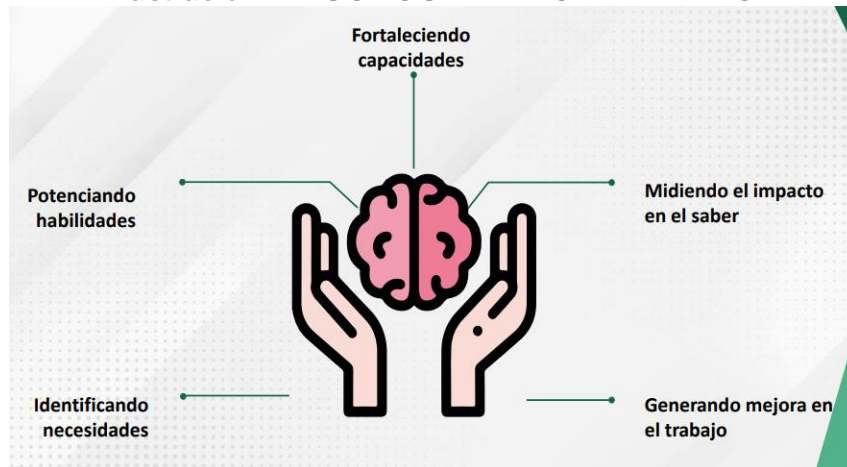 Fortaleciendo
capacidades
Potenciando
habilidades
Midiendo el impacto
en el saber
Identificando
necesidades
Generando mejora en
el trabajo